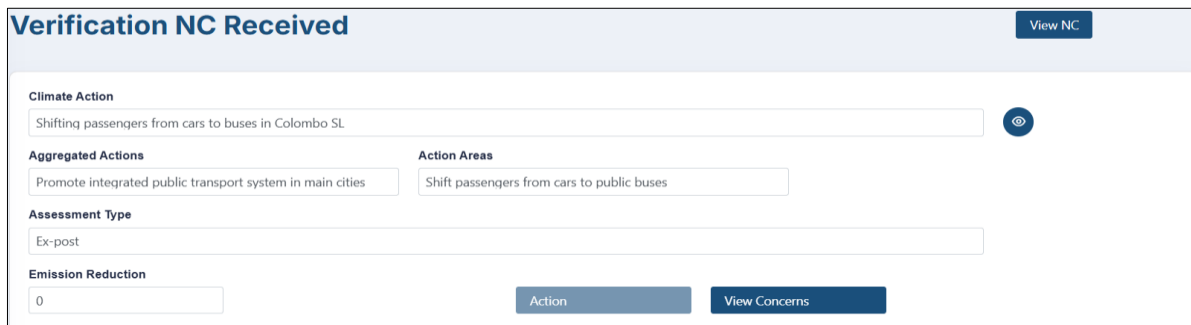 Verification NC Received
View NC
Climate Action
Shifting passengers from cars to buses in Colombo SL
Aggregated Actions
Action Areas
Promote integrated public transport system in main cities
Shift passengers from cars to public buses
Assessment Type
Ex-post
Emission Reduction
0
Action
View Concerns